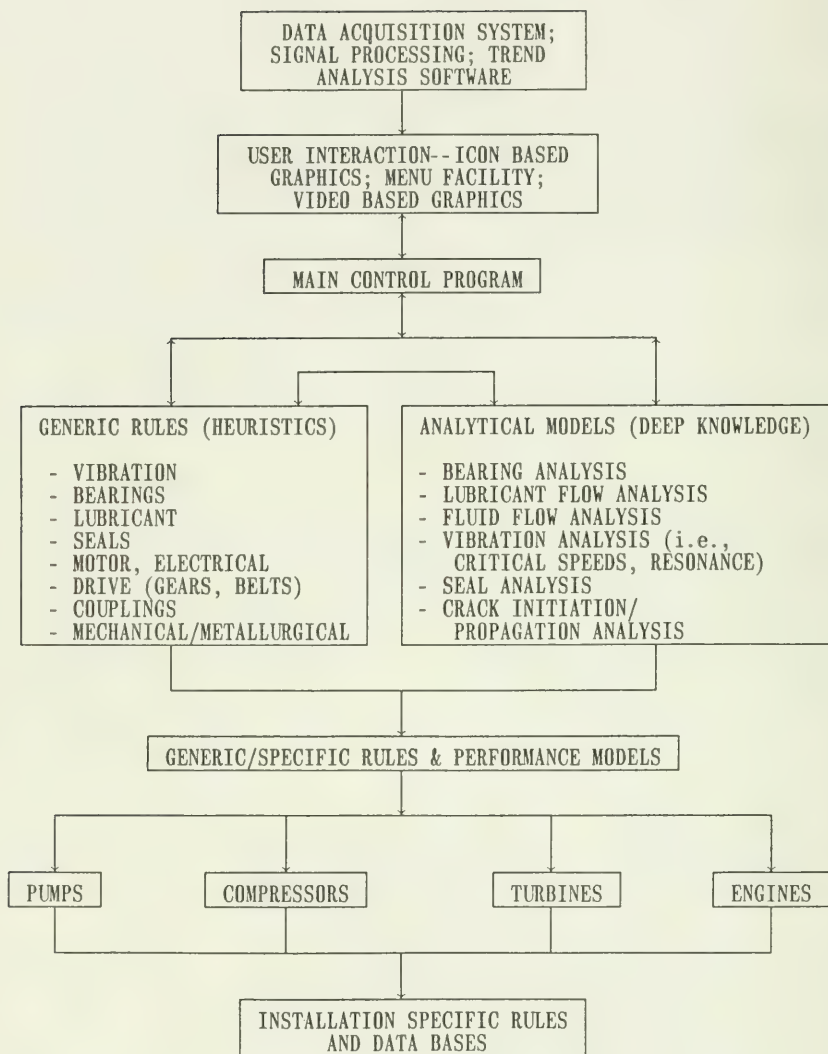 DATA ACQUISITION SYSTEM;
SIGNAL PROCESSING; TREND
ANALYSIS SOFTWARE
USER INTERACTION--ICON BASED
GRAPHICS; MENU FACILITY;
VIDEO BASED GRAPHICS
MAIN CONTROL PROGRAM
GENERIC RULES (HEURISTICS)
- VIBRATION
- BEARINGS
- LUBRICANT
- SEALS
- MOTOR, ELECTRICAL
- DRIVE (GEARS, BELTS)
- COUPLINGS
- MECHANICAL/METALLURGICAL
ANALYTICAL MODELS (DEEP KNOWLEDGE)
- BEARING ANALYSIS
- LUBRICANT FLOW ANALYSIS
- FLUID FLOW ANALYSIS
- VIBRATION ANALYSIS (i.e.,
CRITICAL SPEEDS, RESONANCE)
- SEAL ANALYSIS
- CRACK INITIATION/
PROPAGATION ANALYSIS
GENERIC/SPECIFIC RULES & PERFORMANCE MODELS
PUMPS
COMPRESSORS
TURBINES
ENGINES
INSTALLATION SPECIFIC RULES
AND DATA BASES